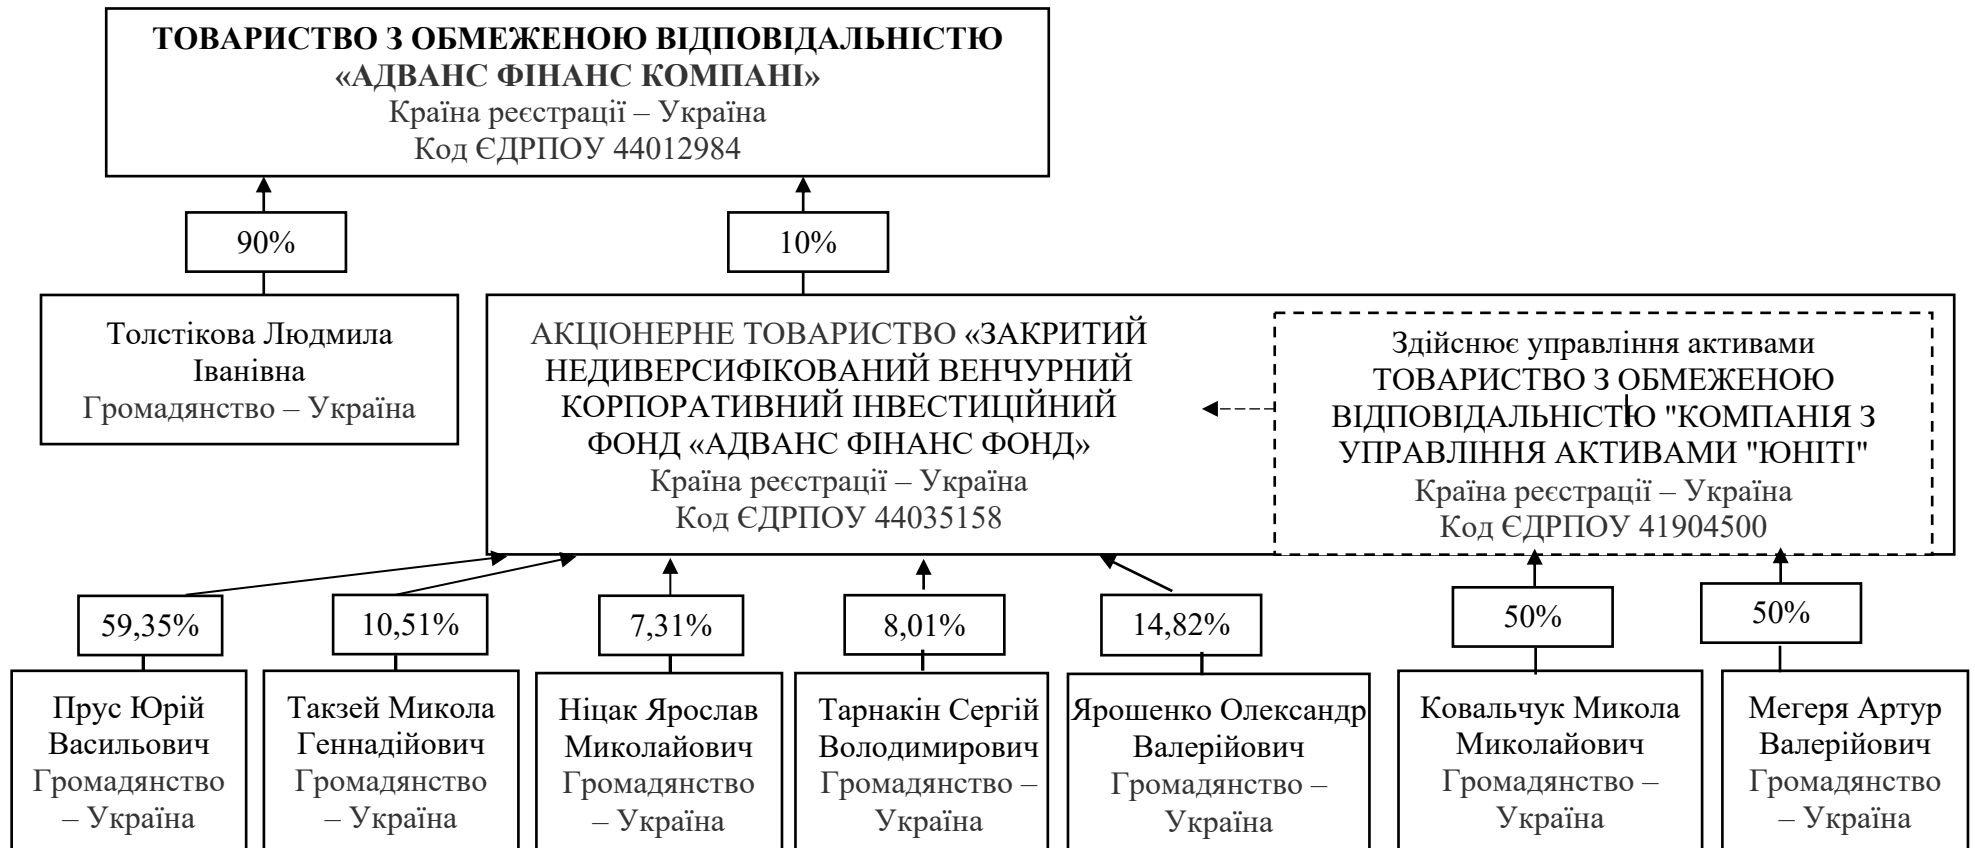 ТОВАРИСТВО З ОБМЕЖЕНОЮ ВІДПОВІДАЛЬНІСТЮ
«АДВАНС ФІНАНС КОМПАНІ»
Країна реєстрації – Україна
Код ЄДРПОУ 44012984
90%
10%
Толстікова Людмила
Іванівна
Громадянство – Україна
АКЦІОНЕРНЕ ТОВАРИСТВО «ЗАКРИТИЙ
НЕДИВЕРСИФІКОВАНИЙ ВЕНЧУРНИЙ
КОРПОРАТИВНИЙ ІНВЕСТИЦІЙНИЙ
ФОНД «АДВАНС ФІНАНС ФОНД»
Країна реєстрації – Україна
Код ЄДРПОУ 44035158
Здійснює управління активами
ТОВАРИСТВО З ОБМЕЖЕНОЮ
ВІДПОВІДАЛЬНІСТЮ "КОМПАНІЯ З
УПРАВЛІННЯ АКТИВАМИ "ЮНІТІ"
Країна реєстрації – Україна
Код ЄДРПОУ 41904500
59,35%
10,51%
7,31%
8,01%
14,82%
50%
50%
Прус Юрій
Васильович
Громадянство
– Україна
Такзей Микола
Геннадійович
Громадянство
– Україна
Ніцак Ярослав
Миколайович
Громадянство
– Україна
Тарнакін Сергій
Володимирович
Громадянство –
Україна
Ярошенко Олександр
Валерійович
Громадянство –
Україна
Ковальчук Микола
Миколайович
Громадянство –
Україна
Мегеря Артур
Валерійович
Громадянство
– Україна